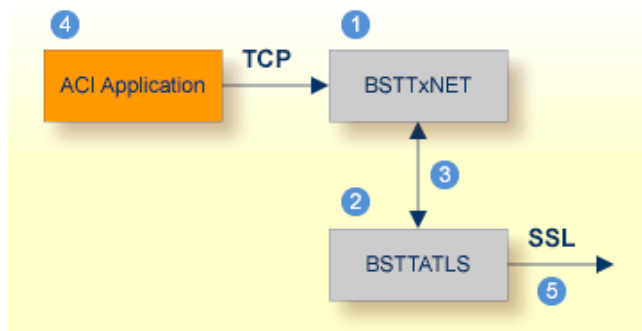 4
1
TCP
ACI Application
BSTTxNET
3
2
SSL
BSTTATLS
5